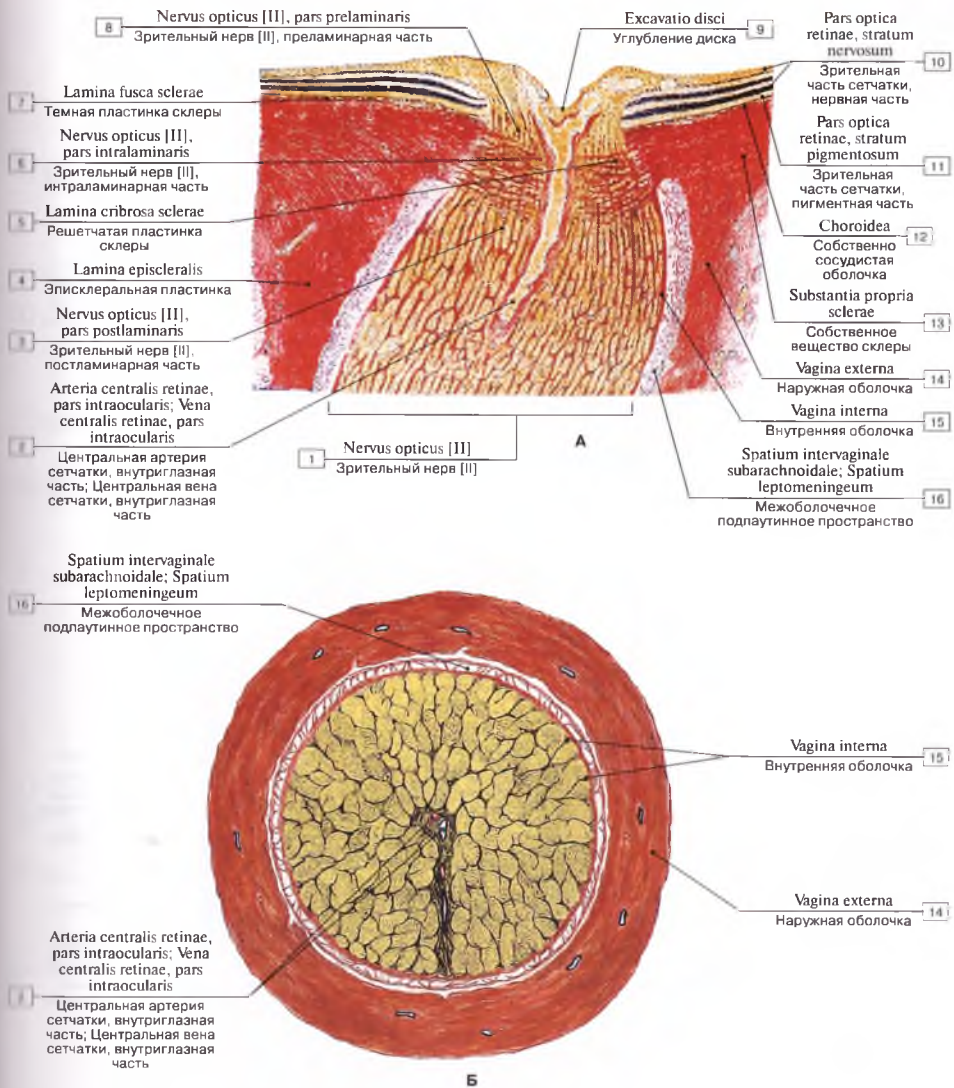 8
Nervus opticus [II], pars prelaminaris
Зрительный нерв [II], преламинарная часть
Lamina fusca sclerae
Темная пластинка склеры
7
Nervus opticus [II],
pars intralaminaris
6
Зрительный нерв [II],
интраламинарная часть
Lamina cribrosa sclerae
5
Решетчатая пластинка
склеры
Lamina episcleralis
4
Эписклеральная пластинка
Nervus opticus [II],
pars postlaminaris
3
Зрительный нерв [II],
постламинарная часть
Arteria centralis retinae,
pars intraocularis; Vena
centralis retinae, pars
intraocularis
2
Центральная артерия
сетчатки, внутриглазная
часть; Центральная вена
сетчатки, внутриглазная
часть
1
Nervus opticus [II]
Зрительный нерв [II]
А
Excavatio disci
9
Углубление диска
Pars optica
retinae, stratum
nervosum
10
Зрительная
часть сетчатки,
нервная часть
Pars optica
retinae, stratum
pigmentosum
11
Зрительная
часть сетчатки,
пигментная часть
Choroidea
12
Собственно
сосудистая
оболочка
Substantia propria
sclerae
13
Собственное
вещество склеры
Vagina externa
14
Наружная оболочка
Vagina interna
15
Внутренняя оболочка
Spatium intervaginale
subarachnoidale; Spatium
leptomeningeum
16
Межоболочечное
подпаутинное пространство
Spatium intervaginale
subarachnoidale; Spatium
leptomeningeum
16
Межоболочечное
подпаутинное пространство
Vagina interna
15
Внутренняя оболочка
Vagina externa
14
Наружная оболочка
Arteria centralis retinae,
pars intraocularis; Vena
centralis retinae, pars
intraocularis
2
Центральная артерия
сетчатки, внутриглазная
часть; Центральная вена
сетчатки, внутриглазная
часть
Б